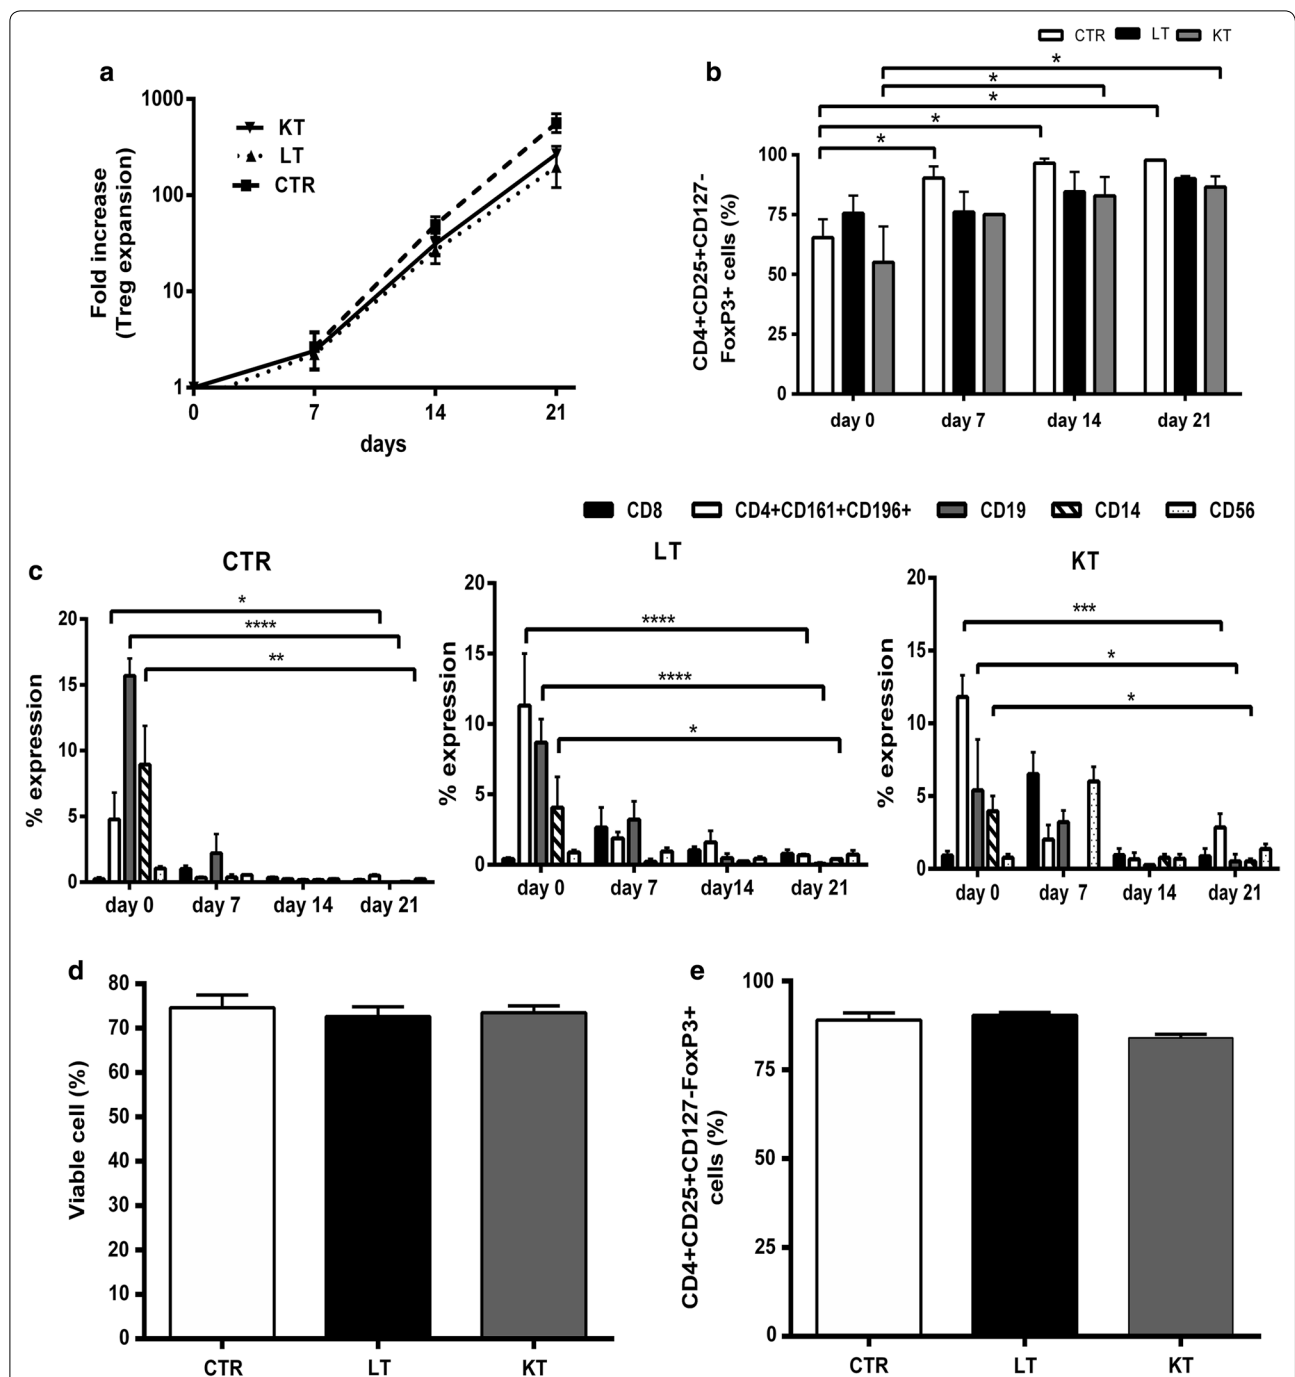 a
1000
100
10
1
0
7
14
21
days
Fold increase
(Treg expansion)
KT
LT
CTR
b
CTR LT KT
*
*
*
*
*
*
100
75
50
25
0
CD4+CD25+CD127-
FoxP3+ cells (%)
day 0 day 7 day 14 day 21
CD8 CD4+CD161+CD196+ CD19 CD14 CD56
c
CTR
*
****
**
20
15
10
5
0
% expression
day 0 day 7 day 14 day 21
LT
****
****
*
20
15
10
5
0
% expression
day 0 day 7 day14 day 21
KT
***
*
*
20
15
10
5
0
% expression
day 0 day 7 day 14 day 21
d
80
70
60
50
40
30
20
10
0
Viable cell (%)
CTR LT KT
e
100
75
50
25
0
CD4+CD25+CD127-FoxP3+
cells (%)
CTR LT KT